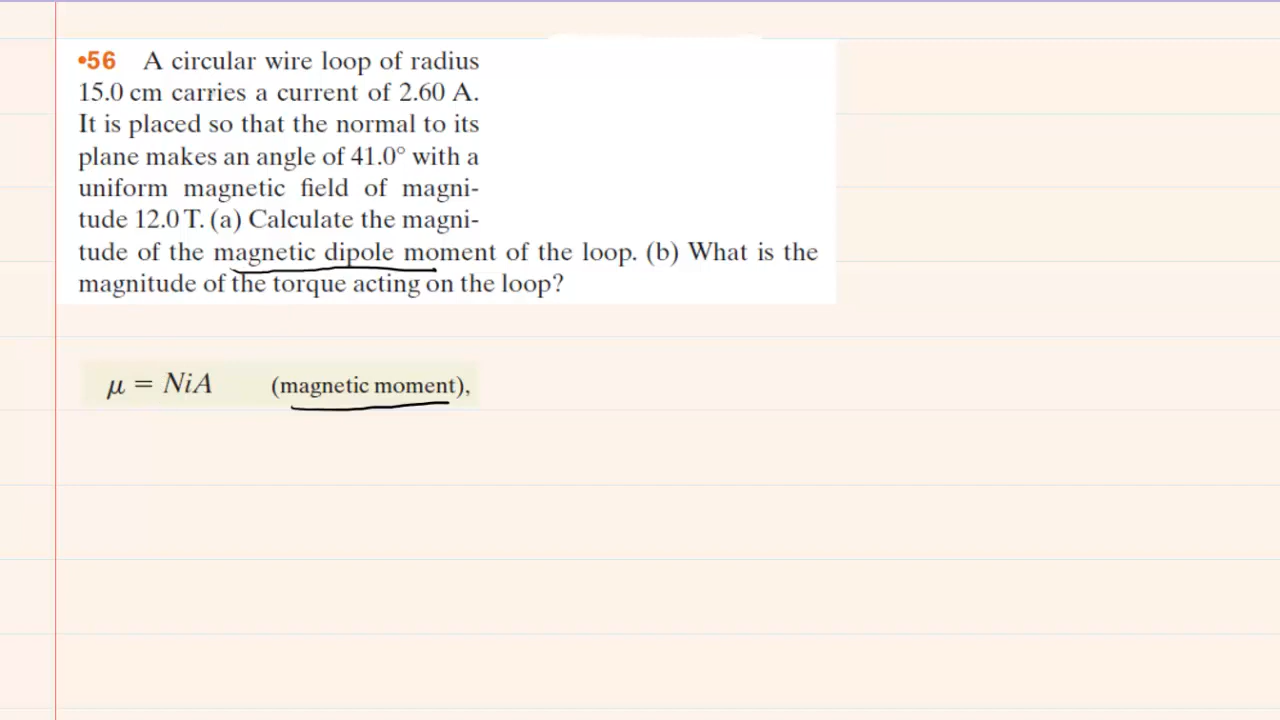 •56 A circular wire loop of radius
15.0 cm carries a current of 2.60 A.
It is placed so that the normal to its
plane makes an angle of 41.0° with a
uniform magnetic field of magni-
tude 12.0 T. (a) Calculate the magni-
tude of the magnetic dipole moment of the loop. (b) What is the
magnitude of the torque acting on the loop?
μ = NiA (magnetic moment),